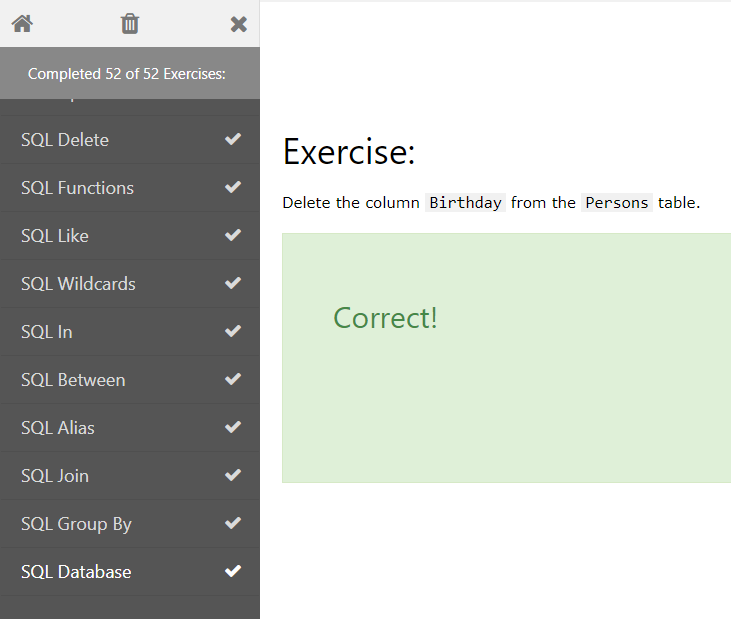 Completed 52 of 52 Exercises:
SQL Delete
SQL Functions
SQL Like
SQL Wildcards
SQL In
SQL Between
SQL Alias
SQL Join
SQL Group By
SQL Database
Exercise:
Delete the column Birthday from the Persons table.
Correct!